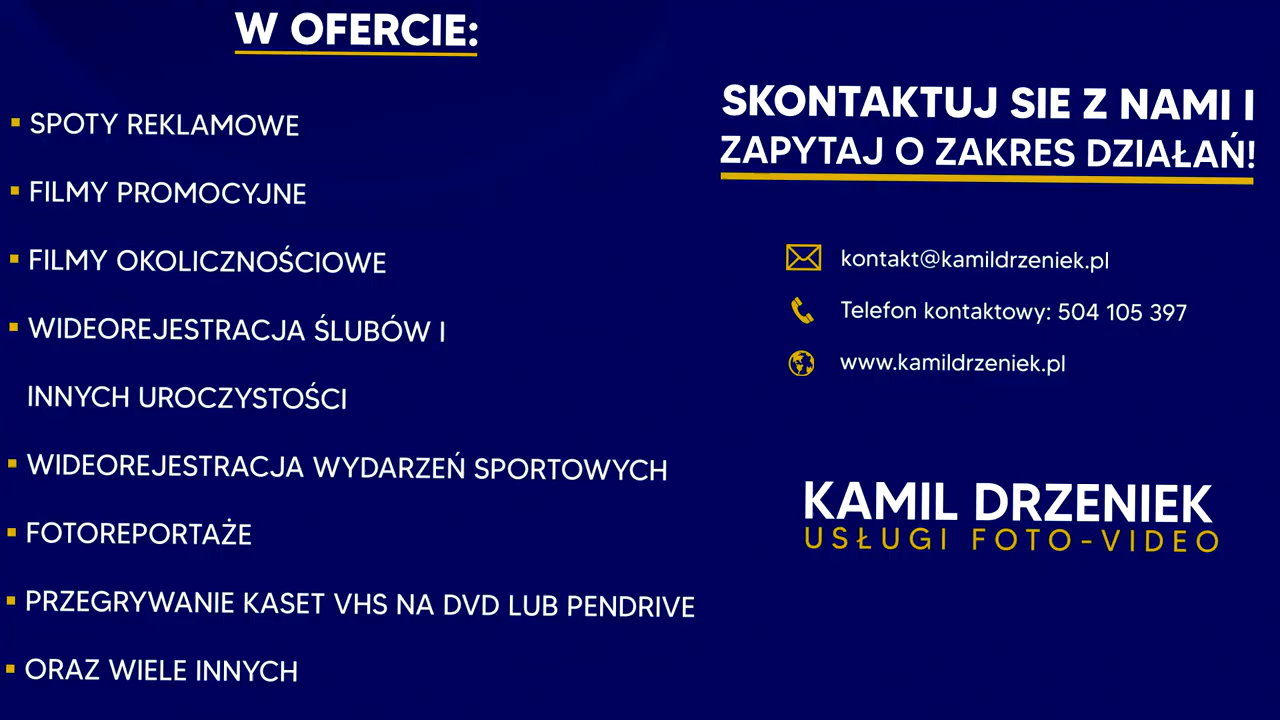 W OFERCIE:
SPOTY REKLAMOWE
FILMY PROMOCYJNE
FILMY OKOLICZNOŚCIOWE
WIDEOREJESTRACJA ŚLUBÓW I
INNYCH UROCZYSTOŚCI
WIDEOREJESTRACJA WYDARZEŃ SPORTOWYCH
FOTOREPORTAŻE
PRZEGRYWANIE KASET VHS NA DVD LUB PENDRIVE
ORAZ WIELE INNYCH
SKONTAKTUJ SIE Z NAMI I
ZAPYTAJ O ZAKRES DZIAŁAŃ!
kontakt@kamildrzeniek.pl
Telefon kontaktowy: 504 105 397
www.kamildrzeniek.pl
KAMIL DRZENIEK
USŁUGI FOTO-VIDEO